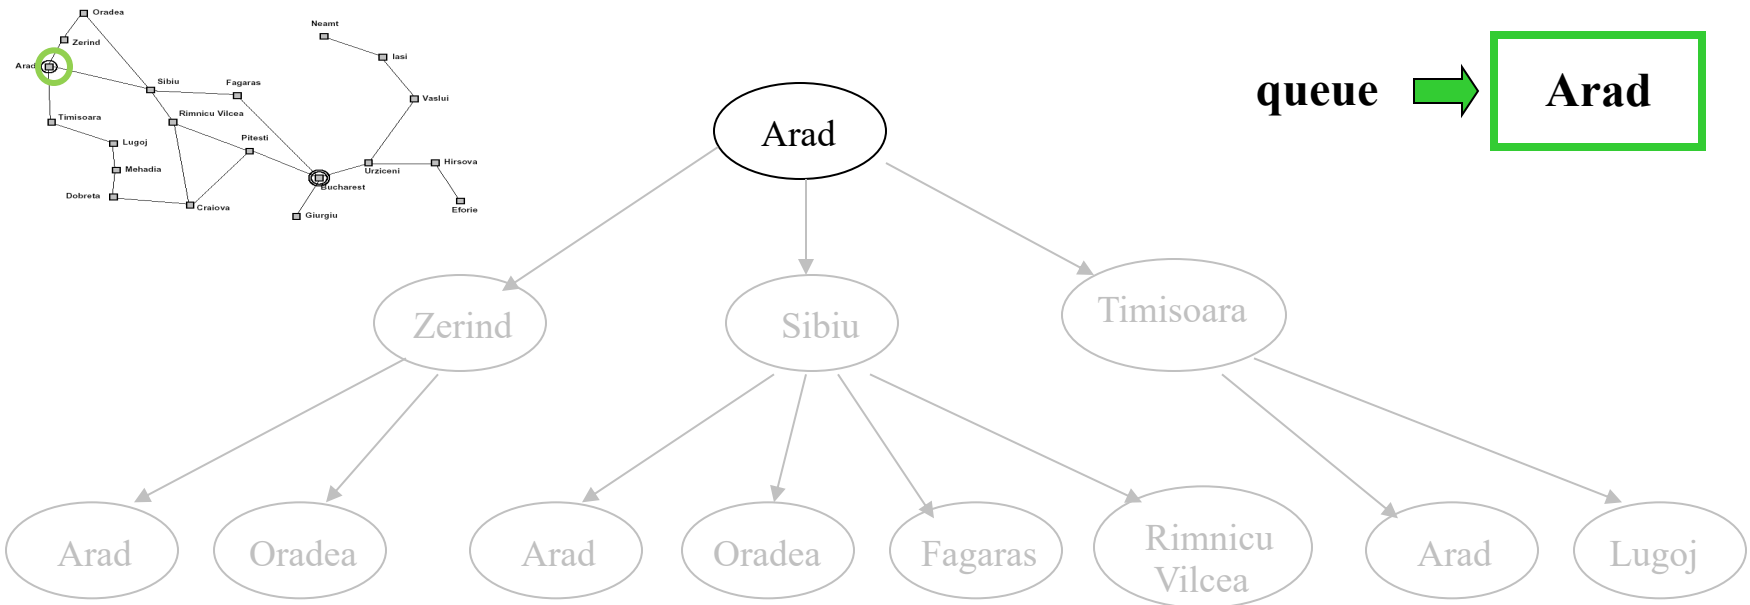 Oradea
Neamt
Zerind
Iasi
Arad
Sibiu
Fagaras
Vaslui
Rimnicu Vilcea
Timisoara
Lugoj
Pitesti
Hirsova
Mehadia
Urziceni
Bucharest
Dobreta
Craiova
Giurgiu
Eforie
queue
Arad
Arad
Zerind
Sibiu
Timisoara
Arad
Oradea
Arad
Oradea
Fagaras
Rimnicu
Vilcea
Arad
Lugoj